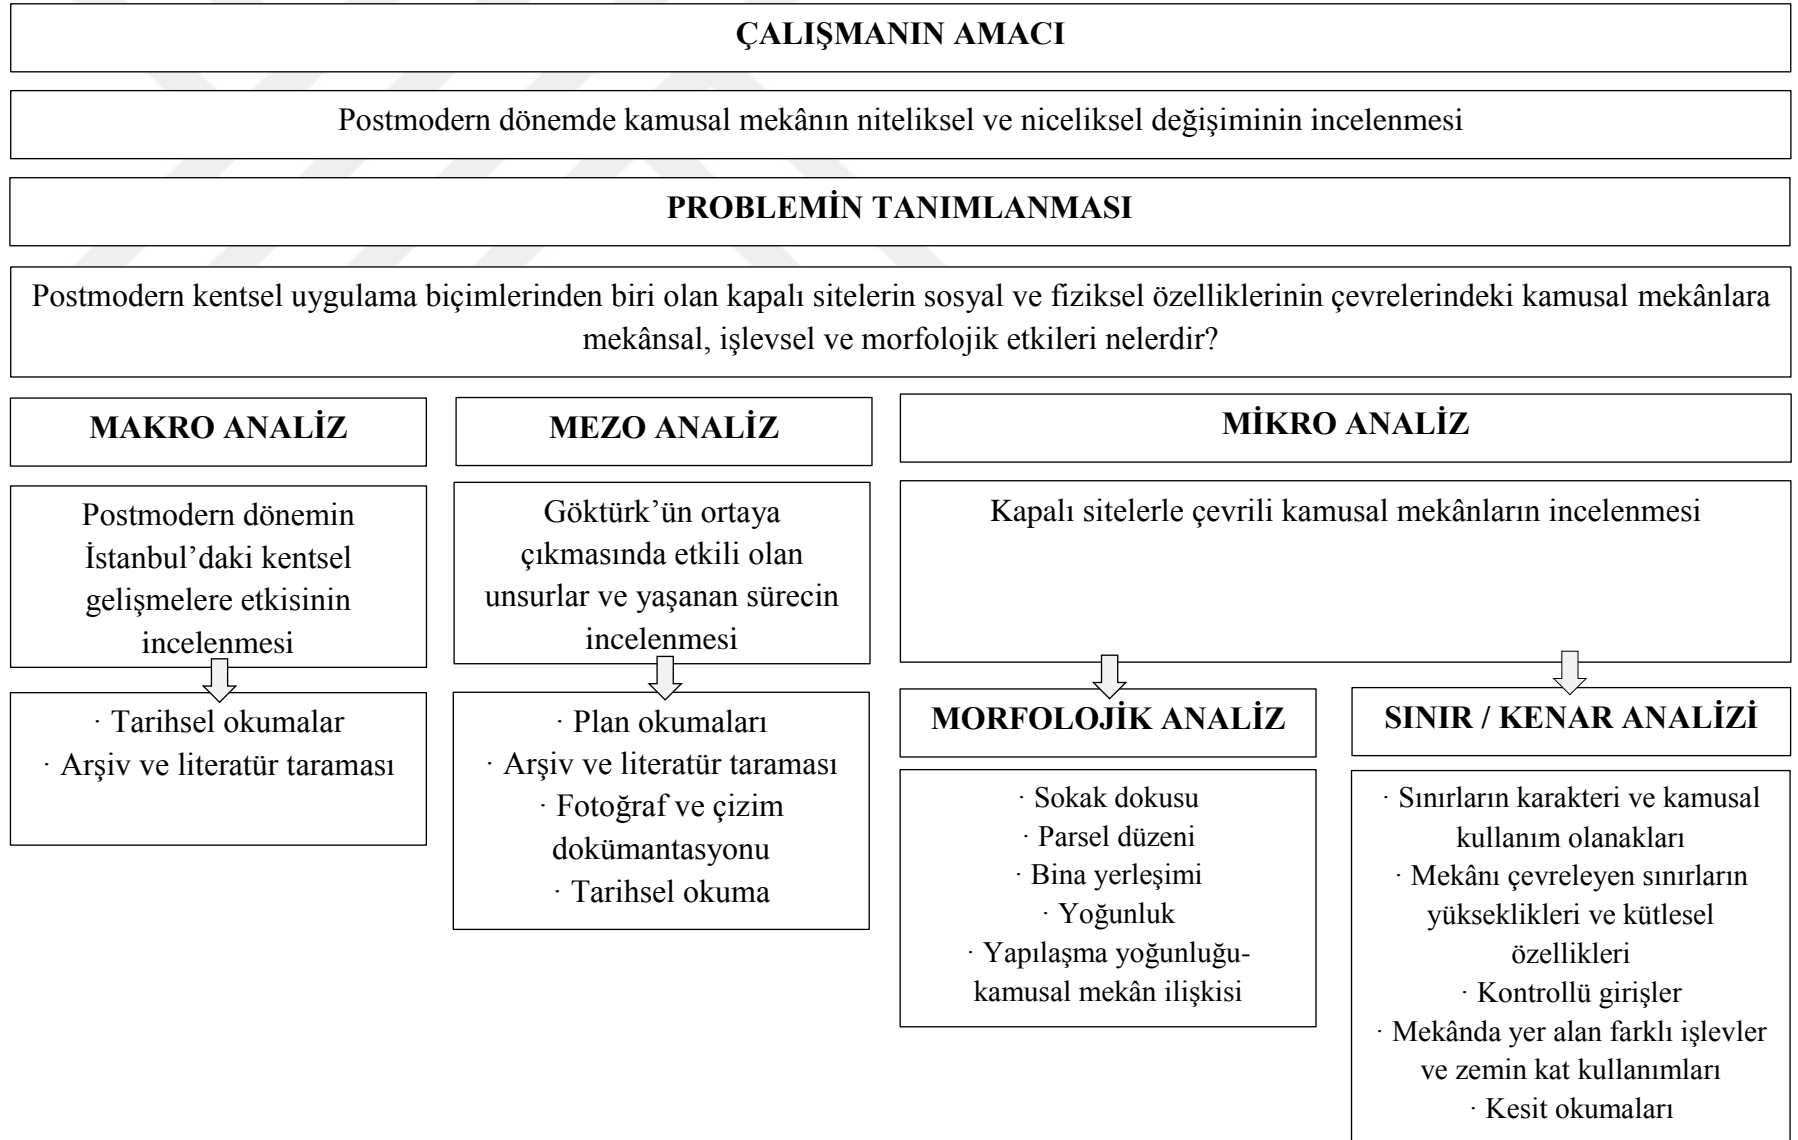 ÇALIŞMANIN AMACI
Postmodern dönemde kamusal mekânın niteliksel ve niceliksel değişiminin incelenmesi
PROBLEMİN TANIMLANMASI
Postmodern kentsel uygulama biçimlerinden biri olan kapalı sitelerin sosyal ve fiziksel özelliklerinin çevrelerindeki kamusal mekânlara
mekânsal, işlevsel ve morfolojik etkileri nelerdir?
MAKRO ANALİZ
Postmodern dönemin
İstanbul’daki kentsel
gelişmelere etkisinin
incelenmesi
· Tarihsel okumalar
· Arşiv ve literatür taraması
MEZO ANALİZ
Göktürk’ün ortaya
çıkmasında etkili olan
unsurlar ve yaşanan sürecin
incelenmesi
· Plan okumaları
· Arşiv ve literatür taraması
· Fotoğraf ve çizim
dokümantasyonu
· Tarihsel okuma
MİKRO ANALİZ
Kapalı sitelerle çevrili kamusal mekânların incelenmesi
MORFOLOJİK ANALİZ
· Sokak dokusu
· Parsel düzeni
· Bina yerleşimi
· Yoğunluk
· Yapılaşma yoğunluğu-
kamusal mekân ilişkisi
SINIR / KENAR ANALİZİ
· Sınırların karakteri ve kamusal
kullanım olanakları
· Mekânı çevreleyen sınırların
yükseklikleri ve kütlesel
özellikleri
· Kontrollü girişler
· Mekânda yer alan farklı işlevler
ve zemin kat kullanımları
· Kesit okumaları